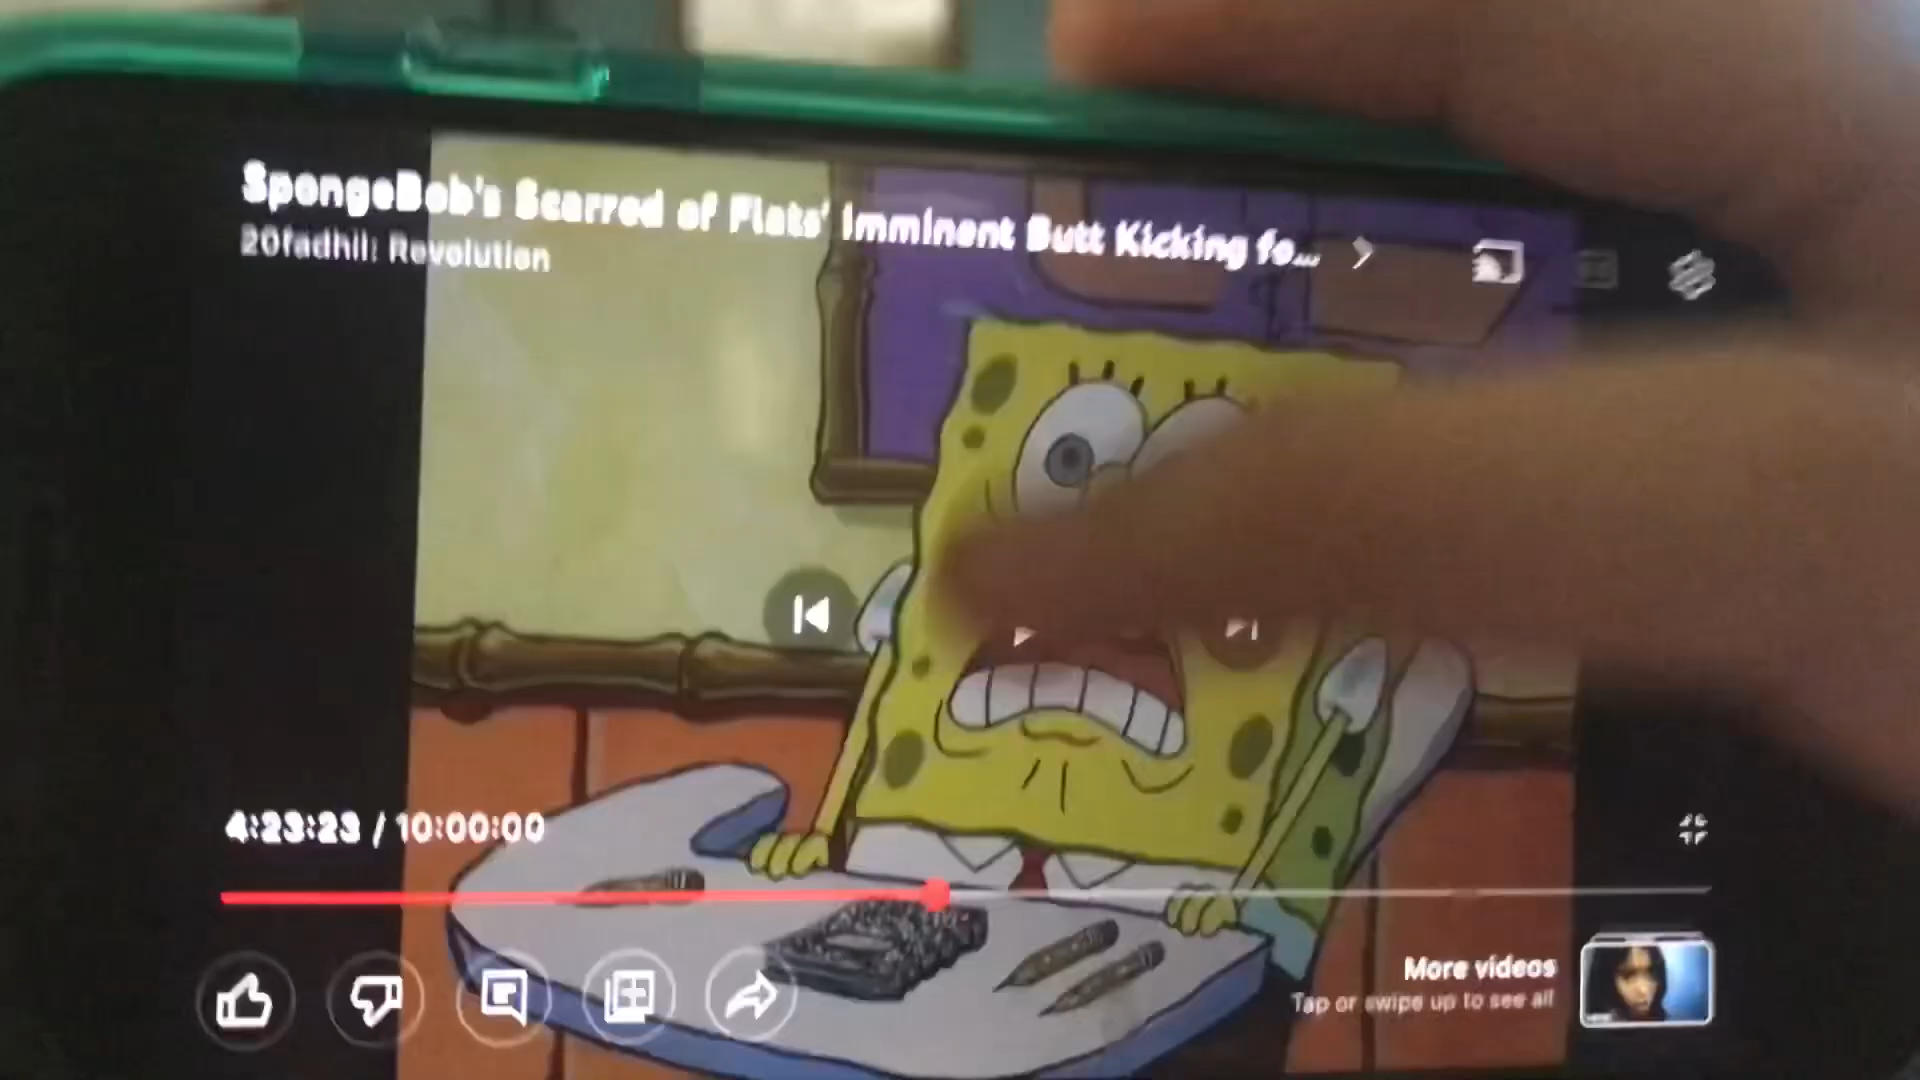 SpongeBob's Scarred of Flats' Imminent Butt Kicking fo...
20fadhil: Revolution
4:23:23 / 10:00:00
More videos
Tap or swipe up to see all